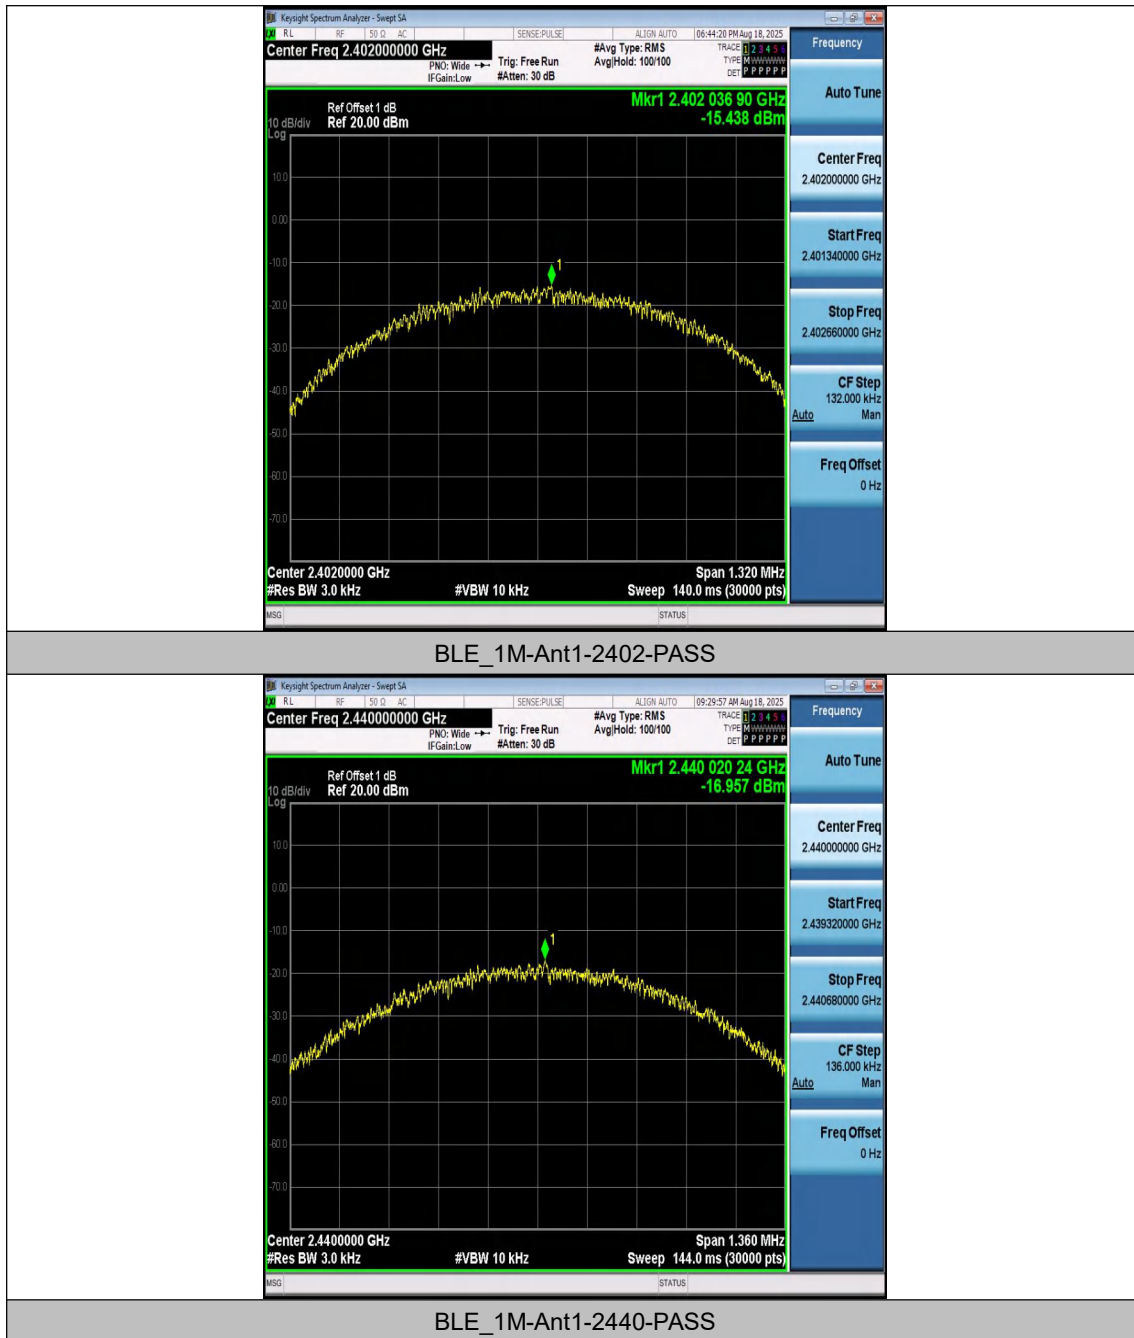 Keysight Spectrum Analyzer - Swept SA
RL RF 50 Ω AC SENSE:PULSE ALIGN AUTO 06:44:20 PM Aug 18, 2025
Center Freq 2.402000000 GHz
#Avg Type: RMS
Avg|Hold: 100/100
PNO: Wide
IFGain:Low
Trig: Free Run
#Atten: 30 dB
TRACE 1 2 3 4 5 6
TYPE M WWWWW
DET P P P P P P
Ref Offset 1 dB
10 dB/div Ref 20.00 dBm
Log
Mkr1 2.402 036 90 GHz
-15.438 dBm
10.0
0.00
-10.0
-20.0
-30.0
-40.0
-50.0
-60.0
-70.0
1
Center 2.4020000 GHz
Span 1.320 MHz
#Res BW 3.0 kHz
#VBW 10 kHz
Sweep 140.0 ms (30000 pts)
MSG
STATUS
Frequency
Auto Tune
Center Freq
2.402000000 GHz
Start Freq
2.401340000 GHz
Stop Freq
2.402660000 GHz
CF Step
132.000 kHz
Auto Man
Freq Offset
0 Hz
BLE_1M-Ant1-2402-PASS
Keysight Spectrum Analyzer - Swept SA
RL RF 50 Ω AC SENSE:PULSE ALIGN AUTO 09:29:57 AM Aug 18, 2025
Center Freq 2.440000000 GHz
#Avg Type: RMS
Avg|Hold: 100/100
PNO: Wide
IFGain:Low
Trig: Free Run
#Atten: 30 dB
TRACE 1 2 3 4 5 6
TYPE M WWWWW
DET P P P P P P
Ref Offset 1 dB
10 dB/div Ref 20.00 dBm
Log
Mkr1 2.440 020 24 GHz
-16.957 dBm
10.0
0.00
-10.0
-20.0
-30.0
-40.0
-50.0
-60.0
-70.0
1
Center 2.4400000 GHz
Span 1.360 MHz
#Res BW 3.0 kHz
#VBW 10 kHz
Sweep 144.0 ms (30000 pts)
MSG
STATUS
Frequency
Auto Tune
Center Freq
2.440000000 GHz
Start Freq
2.439320000 GHz
Stop Freq
2.440680000 GHz
CF Step
136.000 kHz
Auto Man
Freq Offset
0 Hz
BLE_1M-Ant1-2440-PASS